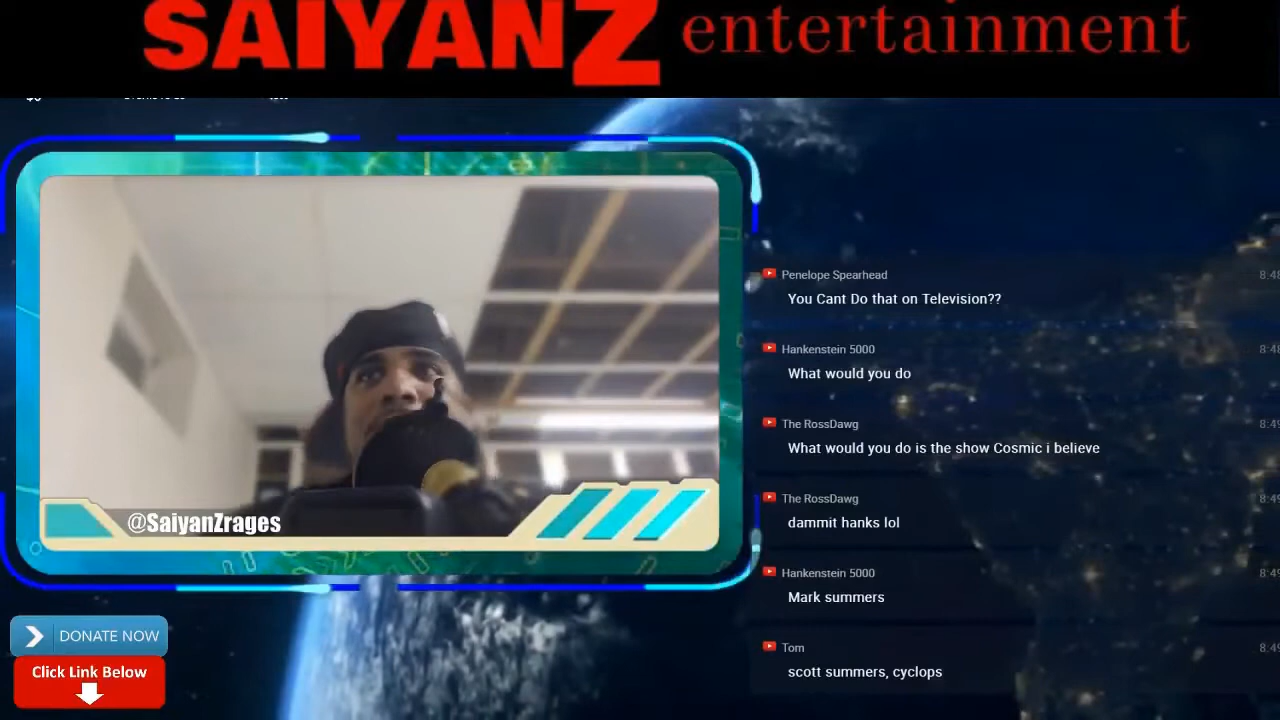 SAIYANZ entertainment
Penelope Spearhead
You Cant Do that on Television??
Hankenstein 5000
What would you do
The RossDawg
What would you do is the show Cosmic i believe
The RossDawg
dammit hanks lol
Hankenstein 5000
Mark summers
Tom
scott summers, cyclops
@SaiyanZrages
DONATE NOW
Click Link Below